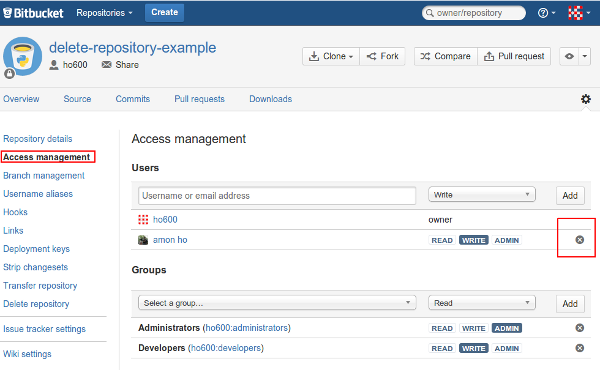 Bitbucket Repositories Create owner/repository
delete-repository-example
ho600 Share
Clone Fork Compare Pull request
Overview Source Commits Pull requests Downloads
Repository details
Access management
Branch management
Username aliases
Hooks
Links
Deployment keys
Strip changesets
Transfer repository
Delete repository
Issue tracker settings
Wiki settings
Access management
Users
Username or email address Write Add
ho600 owner
amon ho READ WRITE ADMIN
Groups
Select a group... Read Add
Administrators (ho600:administrators) READ WRITE ADMIN
Developers (ho600:developers) READ WRITE ADMIN